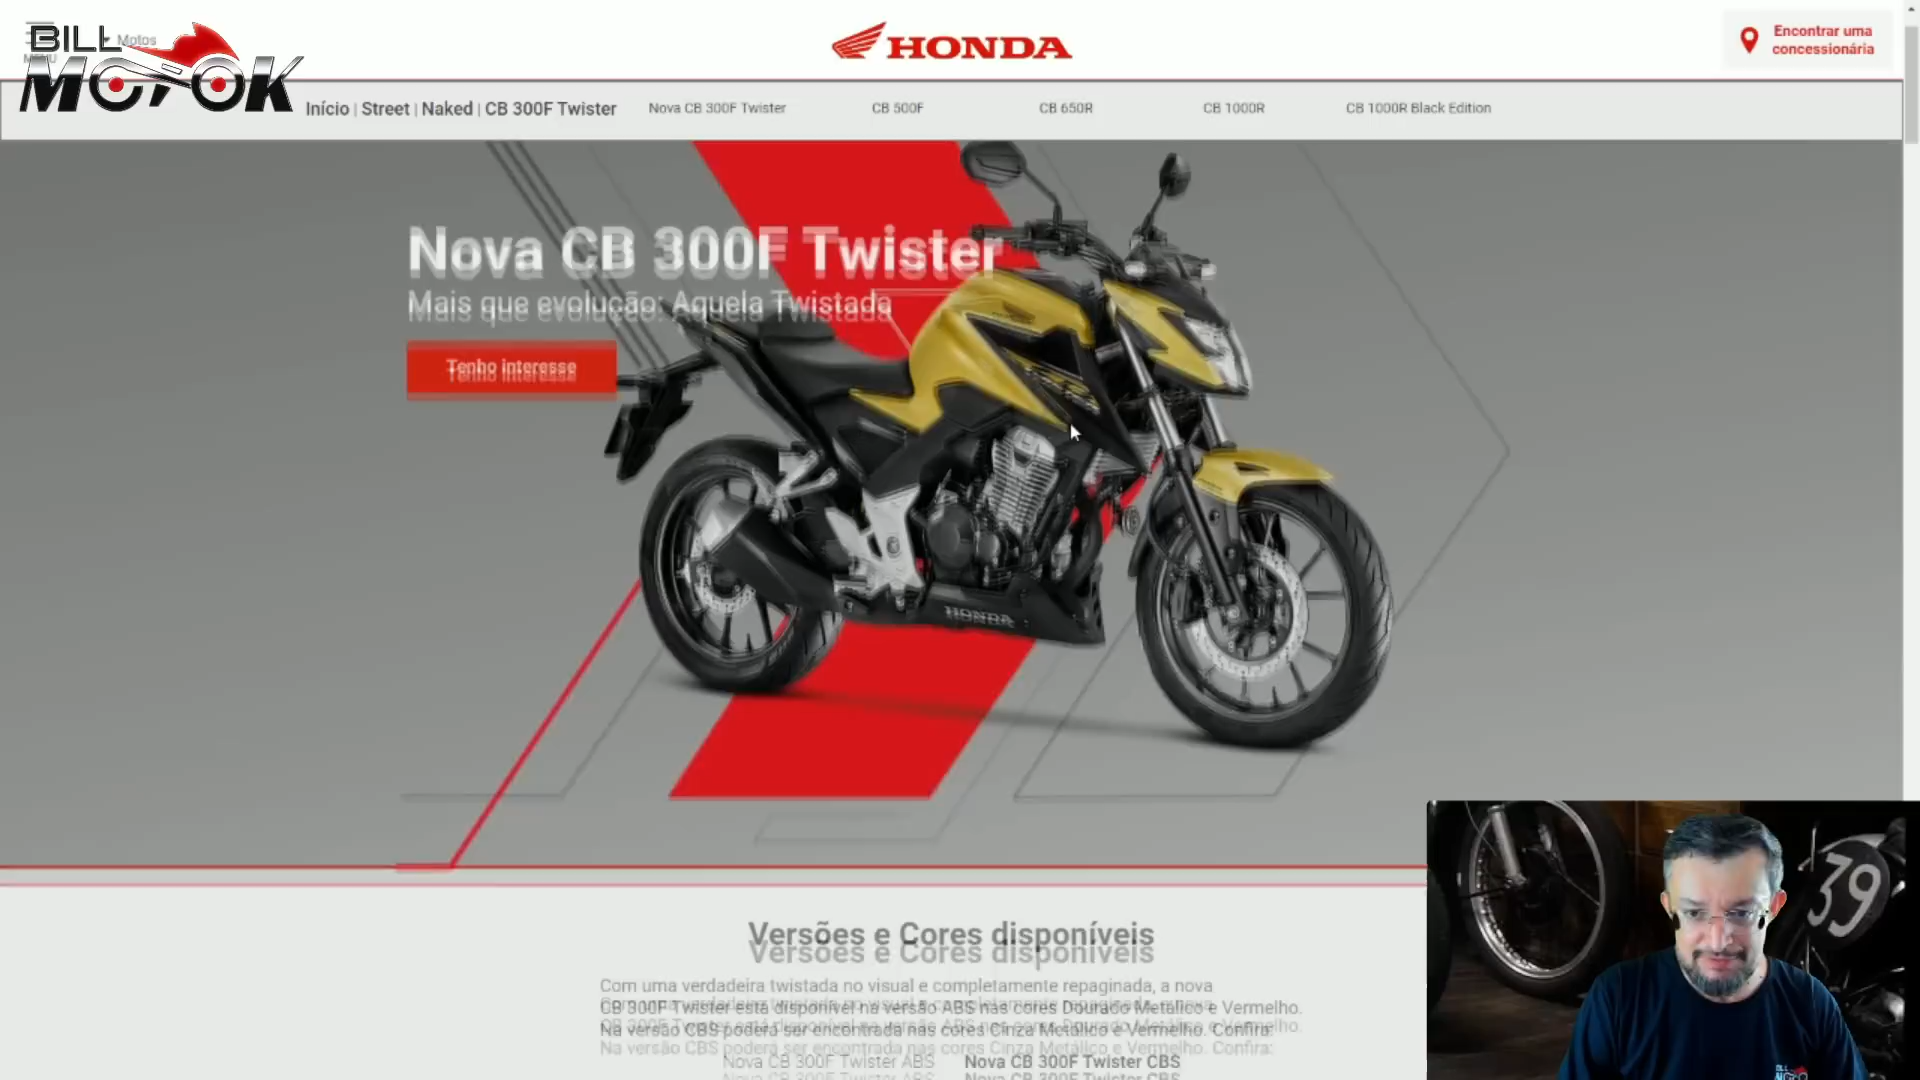 BILL
MOTOK
Motos
MENU
HONDA
Encontrar uma
concessionária
Início | Street | Naked | CB 300F Twister
Nova CB 300F Twister
CB 500F
CB 650R
CB 1000R
CB 1000R Black Edition
Nova CB 300F Twister
Mais que evolução: Aquela Twistada
Tenho interesse
HONDA
39
Versões e Cores disponíveis
Com uma verdadeira twistada no visual e completamente repaginada, a nova
CB 300F Twister está disponível na versão ABS nas cores Dourado Metálico e Vermelho.
Na versão CBS poderá ser encontrada nas cores Cinza Metálico e Vermelho. Confira:
Nova CB 300F Twister ABS
Nova CB 300F Twister CBS